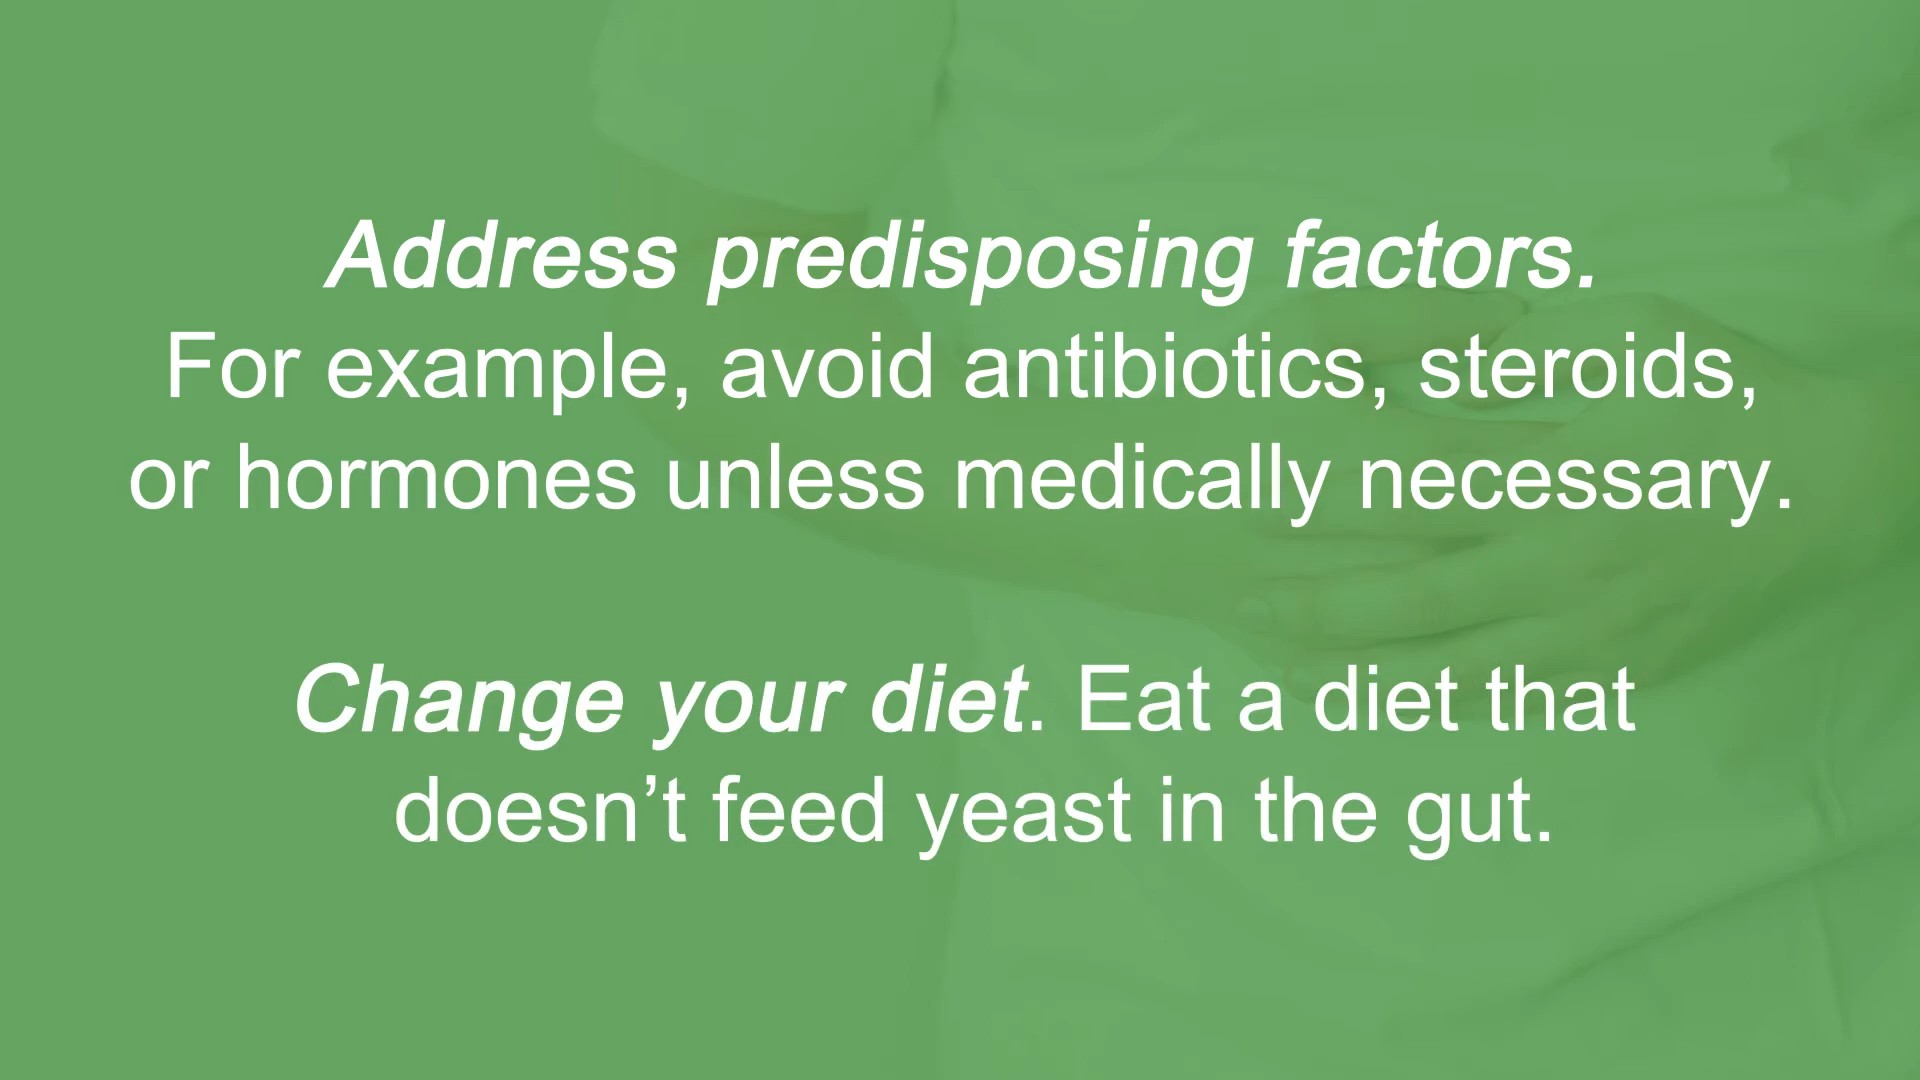 Address predisposing factors.
For example, avoid antibiotics, steroids,
or hormones unless medically necessary.
Change your diet. Eat a diet that
doesn’t feed yeast in the gut.